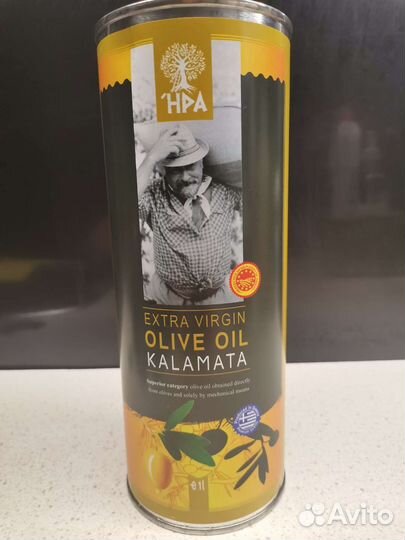 ΉΡΑ
EXTRA VIRGIN
OLIVE OIL
KALAMATA
Superior category olive oil obtained directly
from olives and solely by mechanical means
e 1l
Avito